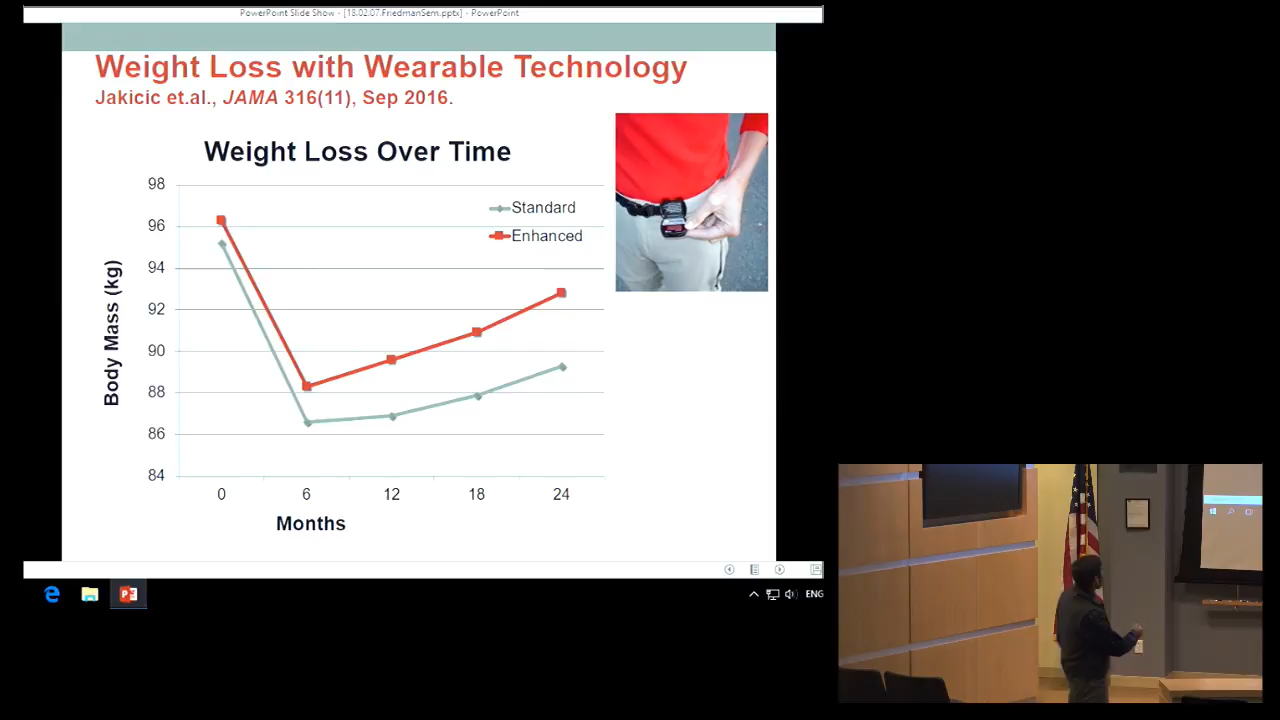 PowerPoint Slide Show - [18.02.07.FriedmanSem.pptx] - PowerPoint
Weight Loss with Wearable Technology
Jakicic et.al., JAMA 316(11), Sep 2016.
Weight Loss Over Time
98
96
94
92
90
88
86
84
Body Mass (kg)
Standard
Enhanced
0 6 12 18 24
Months
ENG